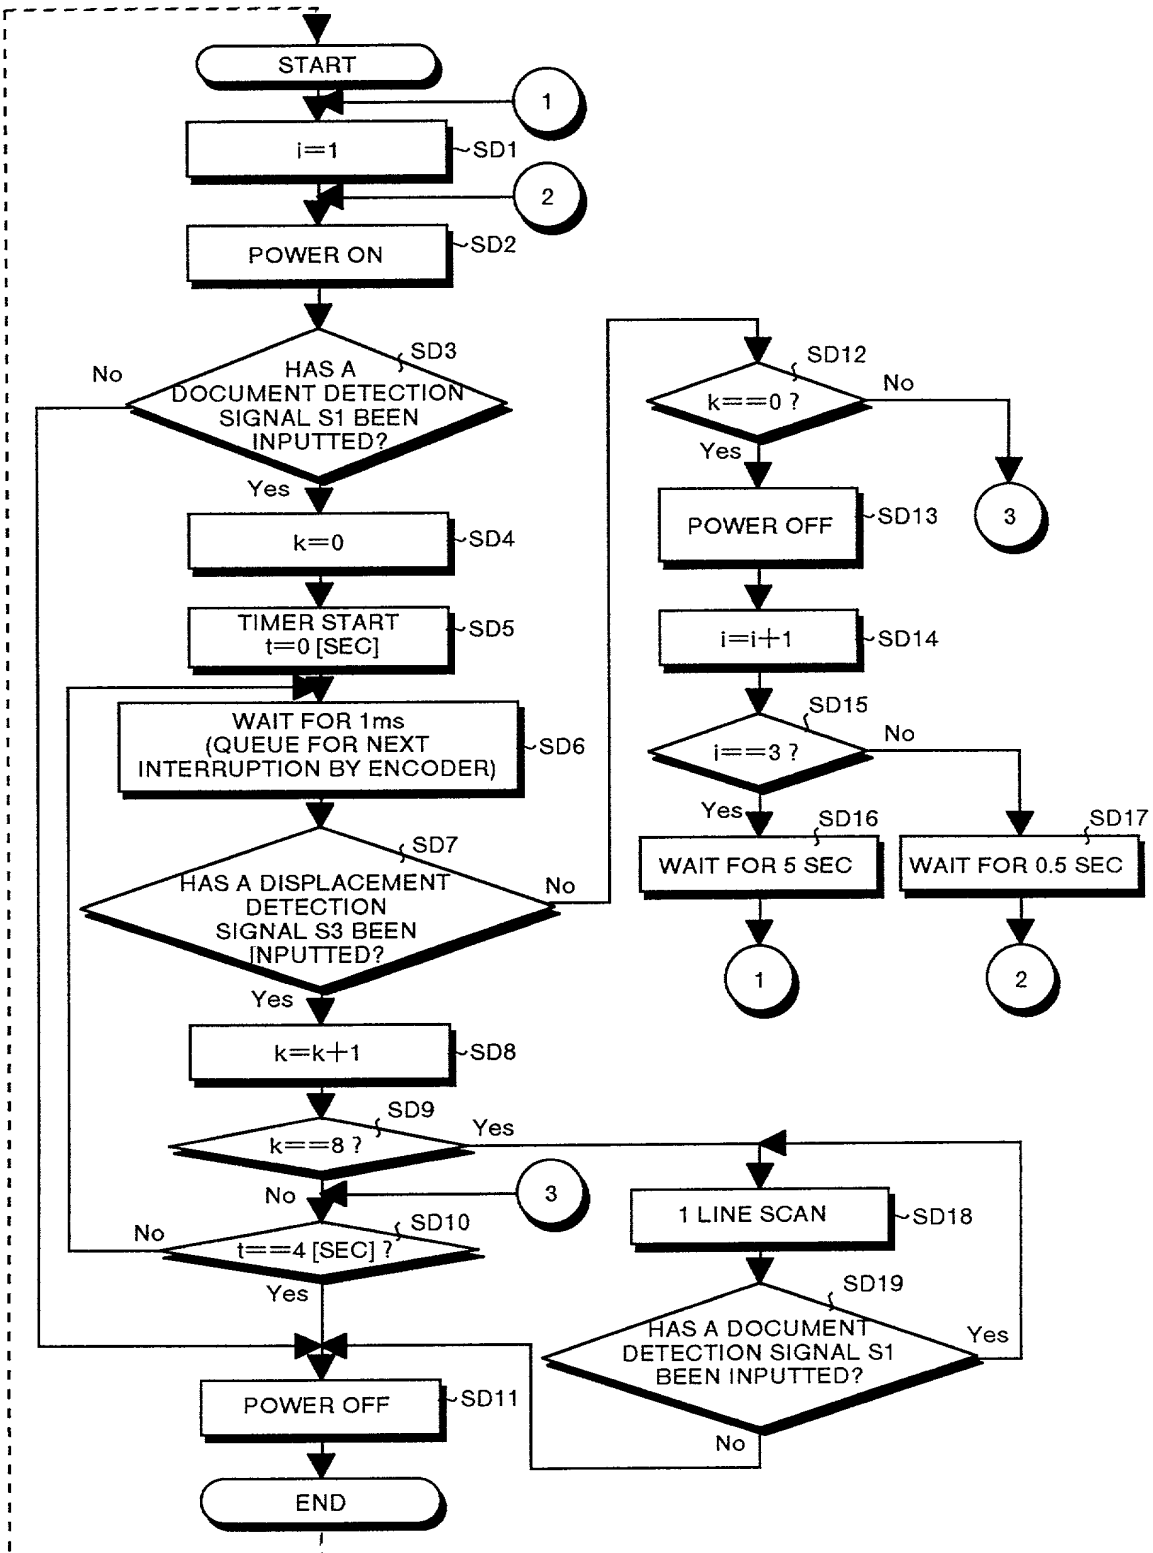 START
1
i=1
SD1
2
POWER ON
SD2
SD3
No
HAS A
DOCUMENT DETECTION
SIGNAL S1 BEEN
INPUTTED?
Yes
k=0
SD4
TIMER START
t=0 [SEC]
SD5
WAIT FOR 1ms
(QUEUE FOR NEXT
INTERRUPTION BY ENCODER)
SD6
SD7
HAS A DISPLACEMENT
DETECTION
SIGNAL S3 BEEN
INPUTTED?
No
Yes
k=k+1
SD8
SD9
k==8 ?
Yes
No
3
SD10
No
t==4 [SEC] ?
Yes
POWER OFF
SD11
END
SD12
k==0 ?
No
Yes
3
POWER OFF
SD13
i=i+1
SD14
SD15
i==3 ?
No
Yes
SD16
WAIT FOR 5 SEC
SD17
WAIT FOR 0.5 SEC
1
2
1 LINE SCAN
SD18
SD19
HAS A DOCUMENT
DETECTION SIGNAL S1
BEEN INPUTTED?
Yes
No